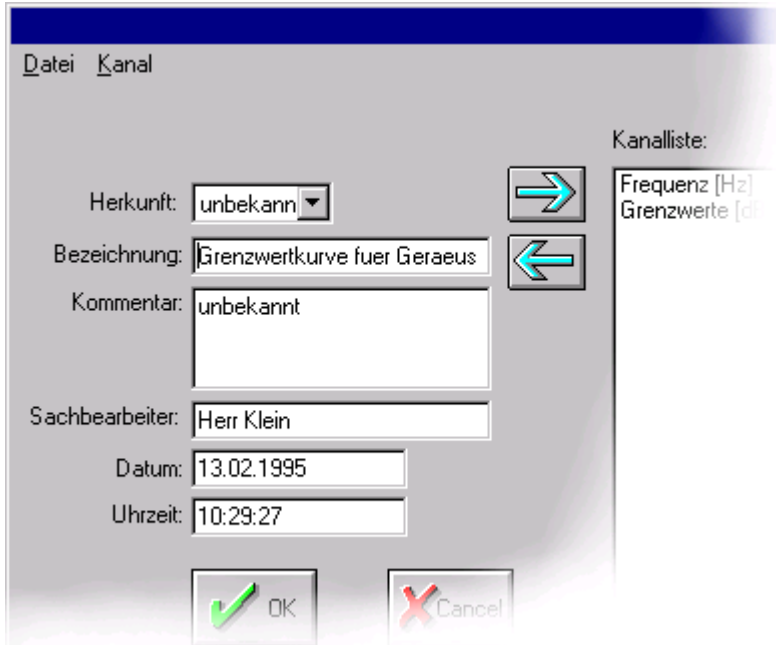 Datei Kanal
Kanalliste:
Frequenz [Hz]
Grenzwerte [dB
Herkunft: unbekann
Bezeichnung: Grenzwertkurve fuer Geraeus
Kommentar: unbekannt
Sachbearbeiter: Herr Klein
Datum: 13.02.1995
Uhrzeit: 10:29:27
OK Cancel